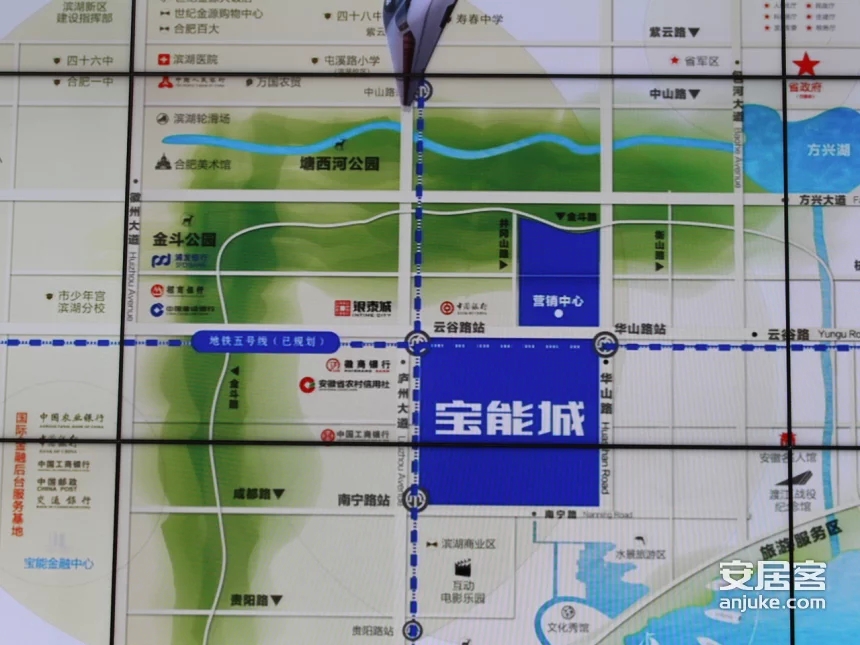 滨湖新区
建设指挥部
世纪金源购物中心
合肥百大
四十八中
寿春中学
紫云路
四十六中
合肥一中
滨湖医院
中国人民银行
万国农贸
屯溪路小学
省军区
省政府
中山路
中山路
包河大道
滨湖轮滑场
合肥美术馆
塘西河公园
方兴湖
方兴大道
徽州大道
Huizhou Avenue
金斗公园
浦发银行
金斗路
井冈山路
衡山路
市少年宫
滨湖分校
招商银行
中国建设银行
银泰城
INTIME CITY
中国银行
营销中心
云谷路站
华山路站
云谷路
Yungu Ro
地铁五号线（已规划）
徽商银行
安徽省农村信用社
金斗路
庐州大道
Luzhou Avenue
宝能城
华山路
Huashan Road
国际金融后台服务基地
中国农业银行
中国银行
中国工商银行
中国邮政
CHINA POST
交通银行
宝能金融中心
中国工商银行
成都路
南宁路站
南宁路
Nanning Road
安徽名人馆
渡江战役
纪念馆
滨湖商业区
互动
电影乐园
水景旅游区
旅游服务区
贵阳路
贵阳路站
文化秀馆
安居客
anjuke.com